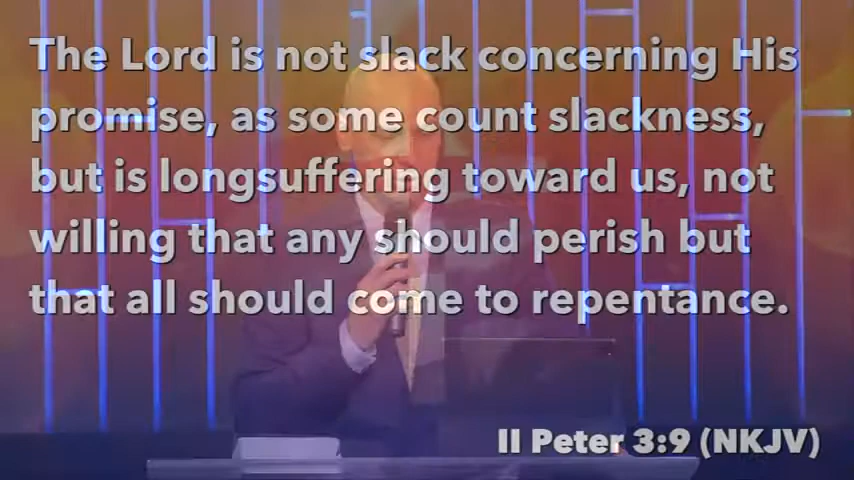 The Lord is not slack concerning His
promise, as some count slackness,
but is longsuffering toward us, not
willing that any should perish but
that all should come to repentance.
II Peter 3:9 (NKJV)